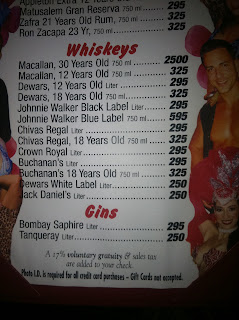 Appleton Extra 12 Years
Matusalem Gran Reserva 750 ml 295
Zafra 21 Years Old Rum, 750 ml 325
Ron Zacapa 23 Yr, 750 ml 325
Whiskeys
Macallan, 30 Years Old 750 ml 2500
Macallan, 12 Years Old 750 ml 325
Dewars, 12 Years Old Liter 295
Dewars, 18 Years Old 750 ml 325
Johnnie Walker Black Label Liter 295
Johnnie Walker Blue Label 750 ml 595
Chivas Regal Liter 295
Chivas Regal, 18 Years Old 750 ml 325
Crown Royal Liter 295
Buchanan's Liter 295
Buchanan's 18 Years Old 750 ml 325
Dewars White Label Liter 250
Jack Daniel's Liter 250
Gins
Bombay Saphire Liter 295
Tanqueray Liter 250
A 17% voluntary gratuity & sales tax
are added to your check.
Photo I.D. is required for all credit card purchases – Gift Cards not accepted.